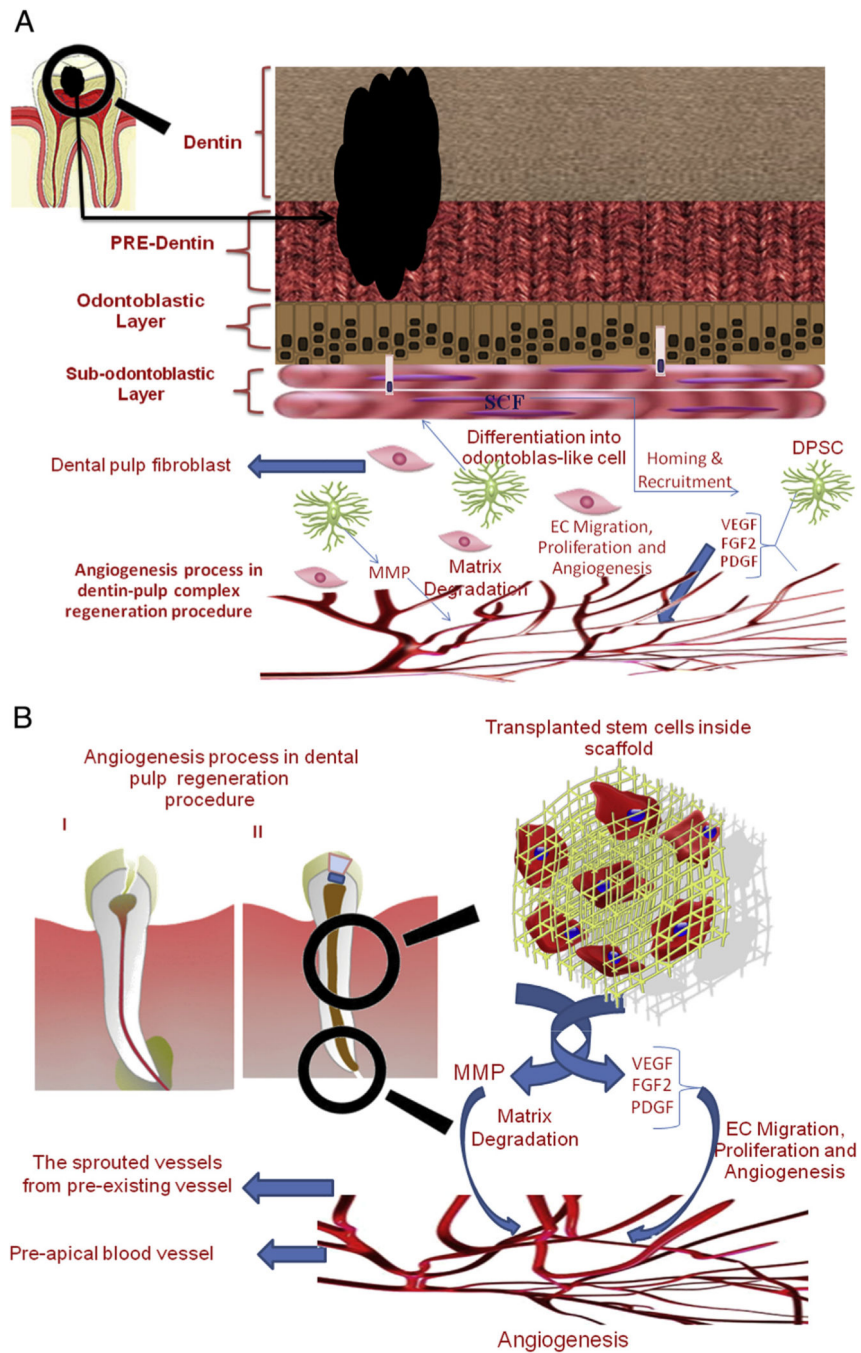 A
Dentin
PRE-Dentin
Odontoblastic
Layer
Sub-odontoblastic
Layer
SCF
Differentiation into
odontoblas-like cell
Homing &
Recruitment
DPSC
Dental pulp fibroblast
VEGF
FGF2
PDGF
EC Migration,
Proliferation and
Angiogenesis
MMP
Matrix
Degradation
Angiogenesis process in
dentin-pulp complex
regeneration procedure
B
Angiogenesis process in dental
pulp regeneration
procedure
Transplanted stem cells inside
scaffold
I
II
MMP
VEGF
FGF2
PDGF
Matrix
Degradation
EC Migration,
Proliferation and
Angiogenesis
The sprouted vessels
from pre-existing vessel
Pre-apical blood vessel
Angiogenesis